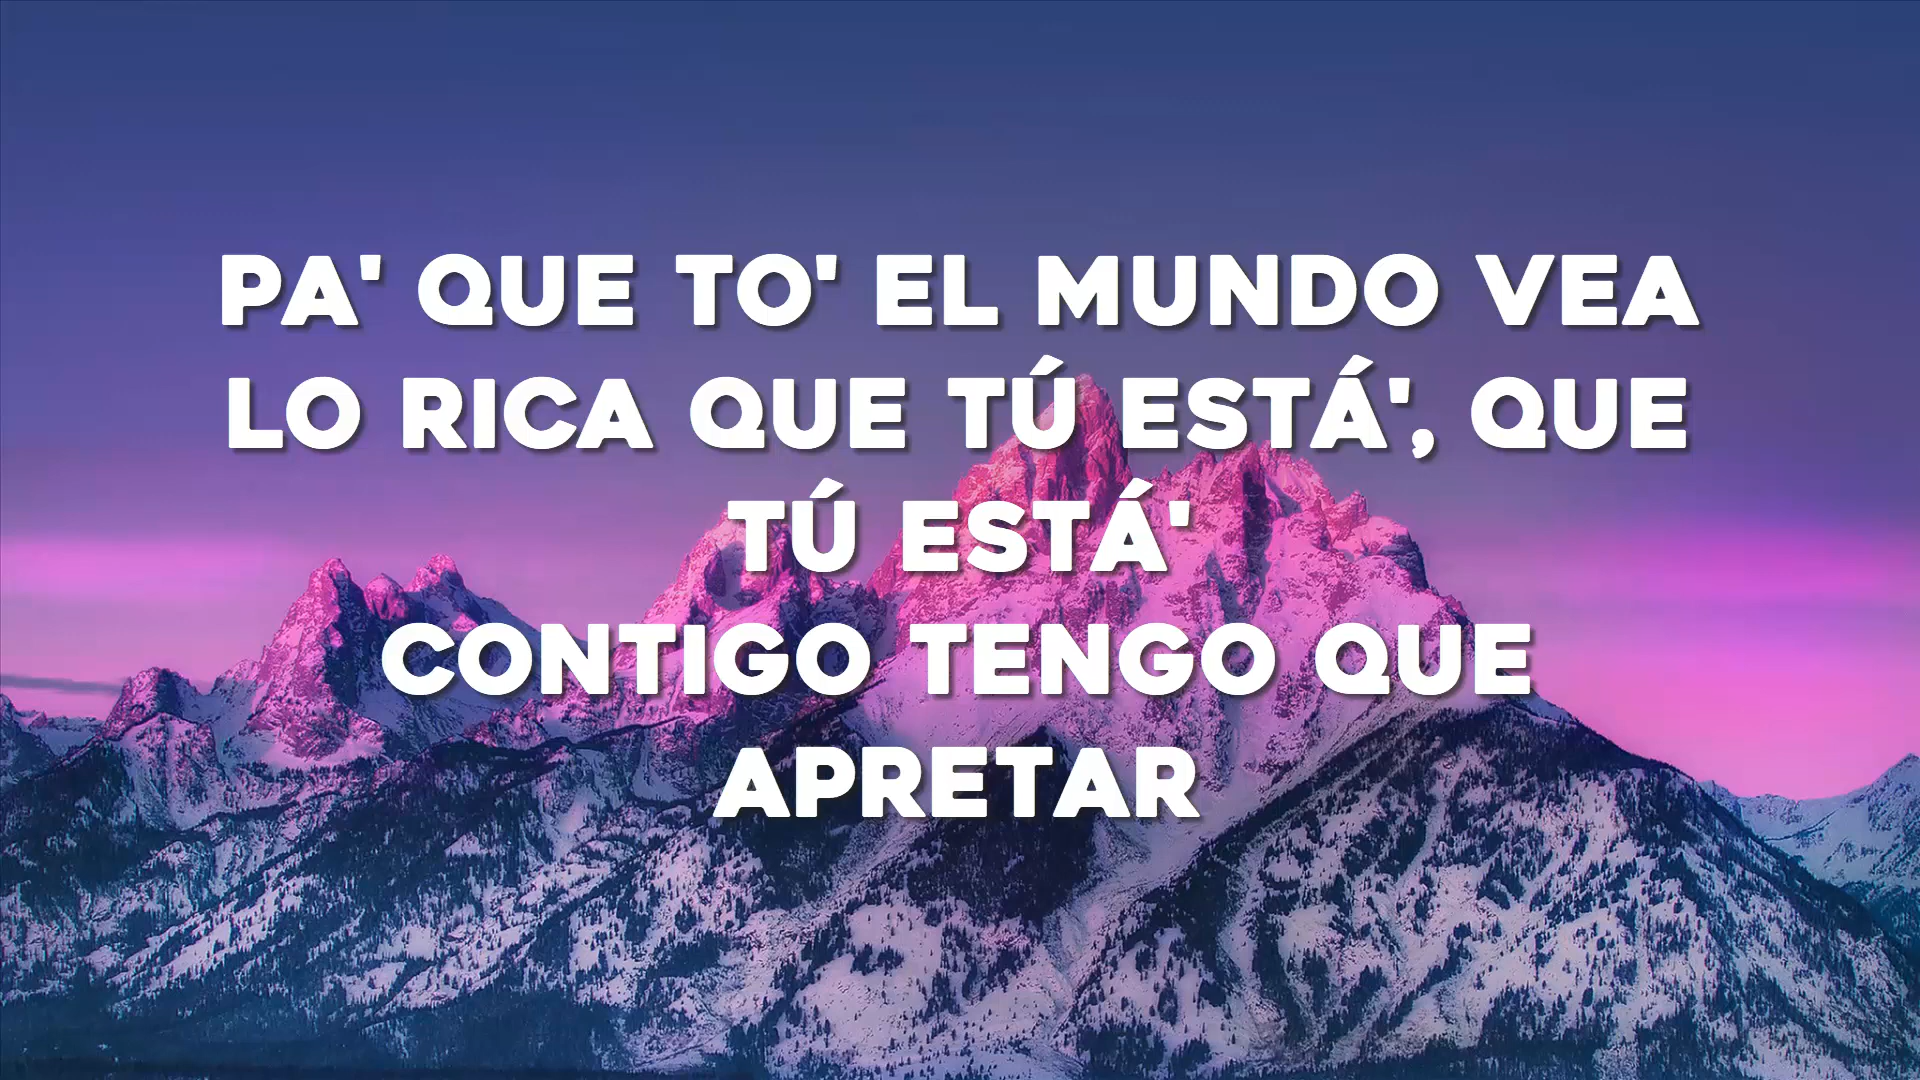 PA' QUE TO' EL MUNDO VEA
LO RICA QUE TÚ ESTÁ', QUE
TÚ ESTÁ'
CONTIGO TENGO QUE
APRETAR